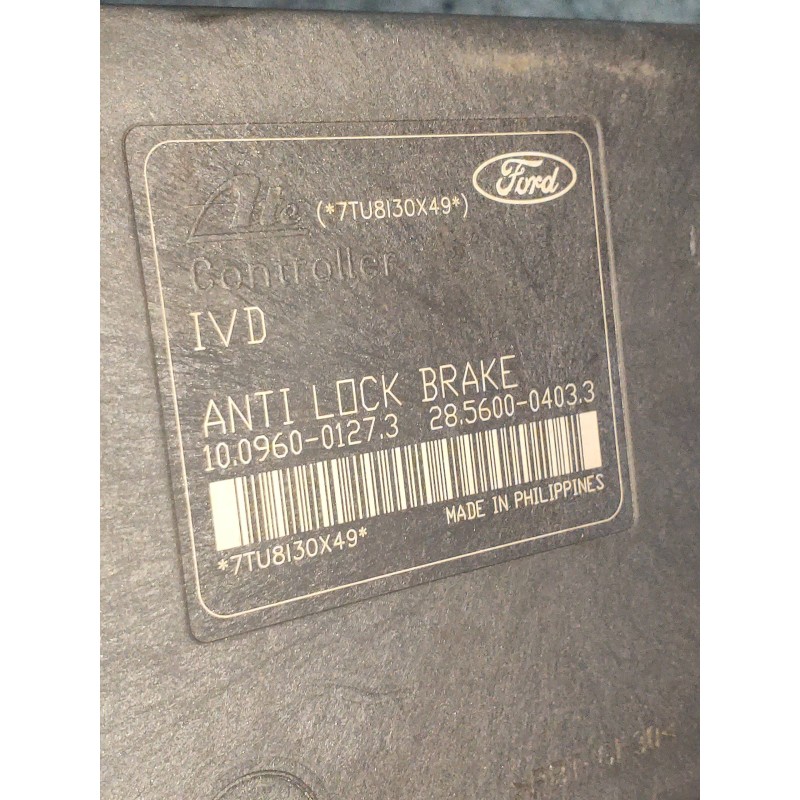 Ate (*7TU8I30X49*) Ford
Controller
IVD
ANTI LOCK BRAKE
10.0960-0127.3 28.5600-0403.3
MADE IN PHILIPPINES
*7TU8I30X49*